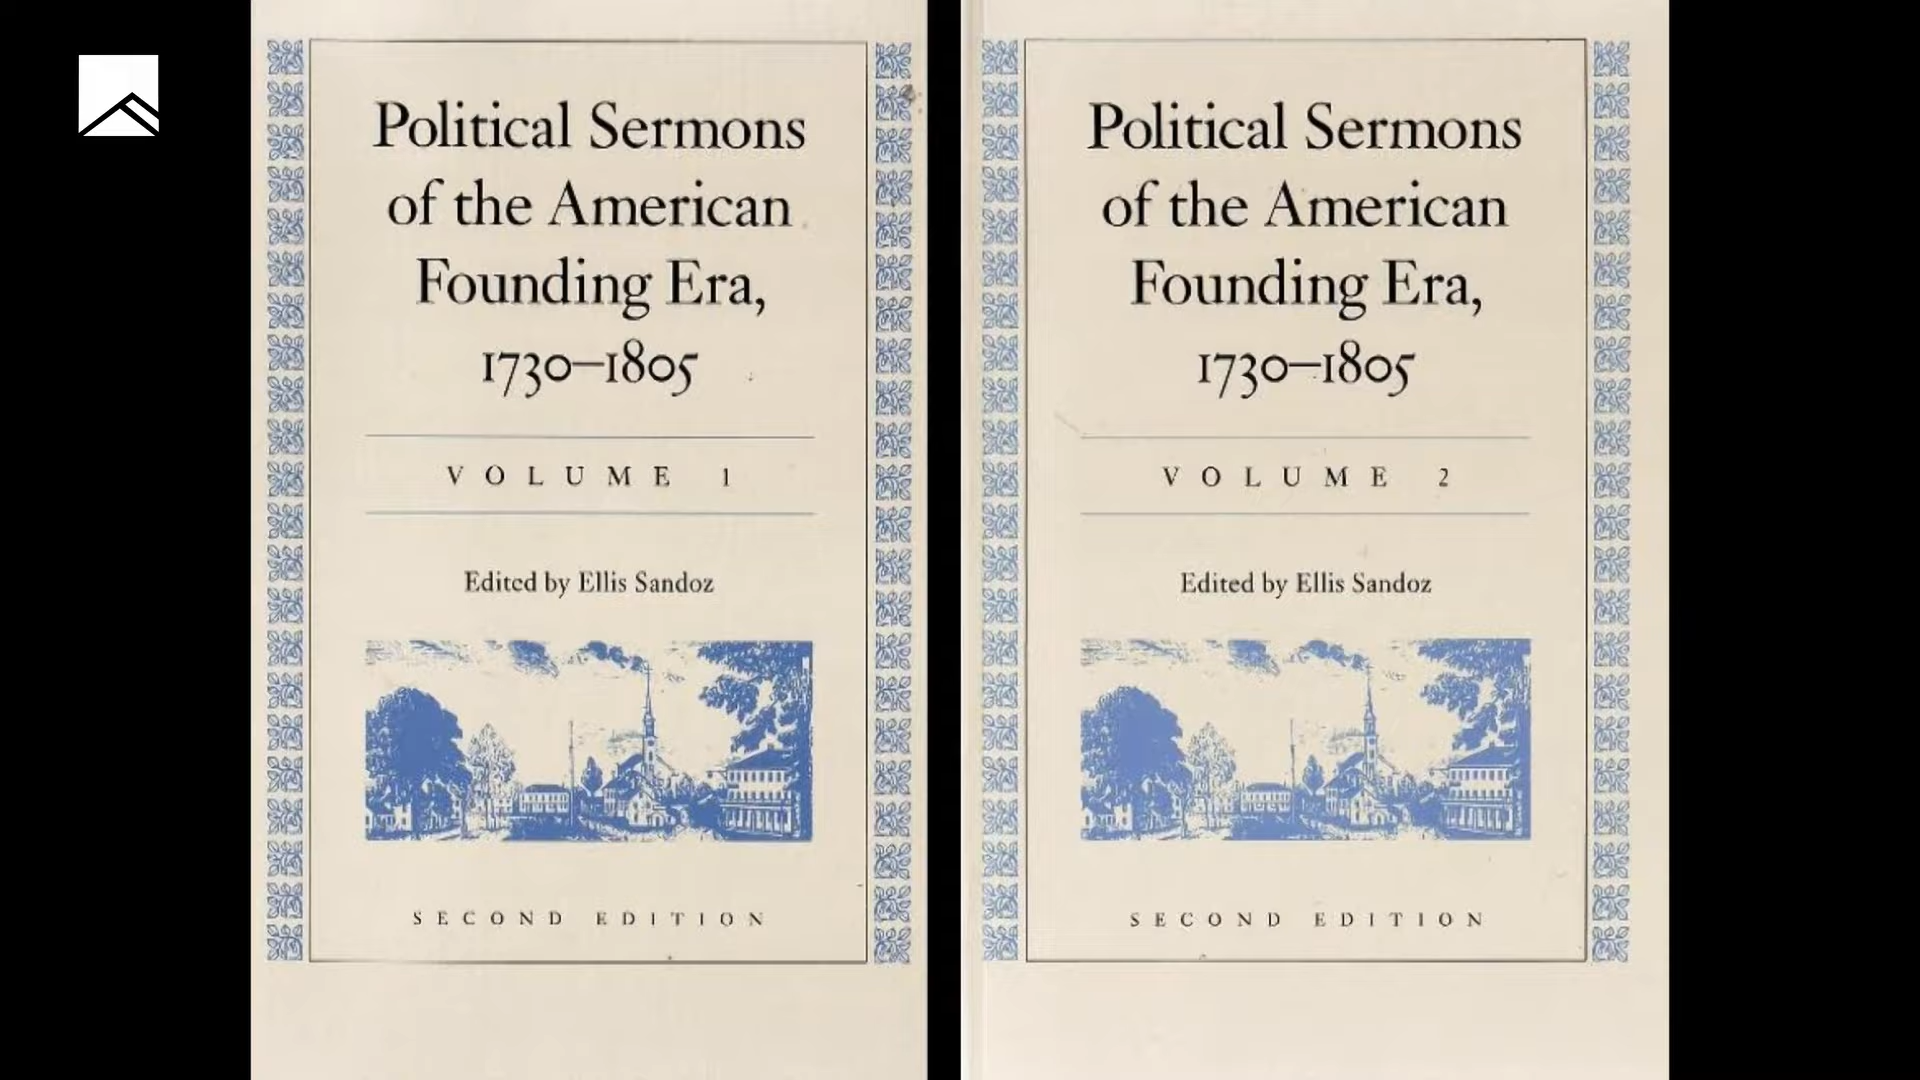 Political Sermons
of the American
Founding Era,
1730–1805
VOLUME 1
Edited by Ellis Sandoz
SECOND EDITION
Political Sermons
of the American
Founding Era,
1730–1805
VOLUME 2
Edited by Ellis Sandoz
SECOND EDITION